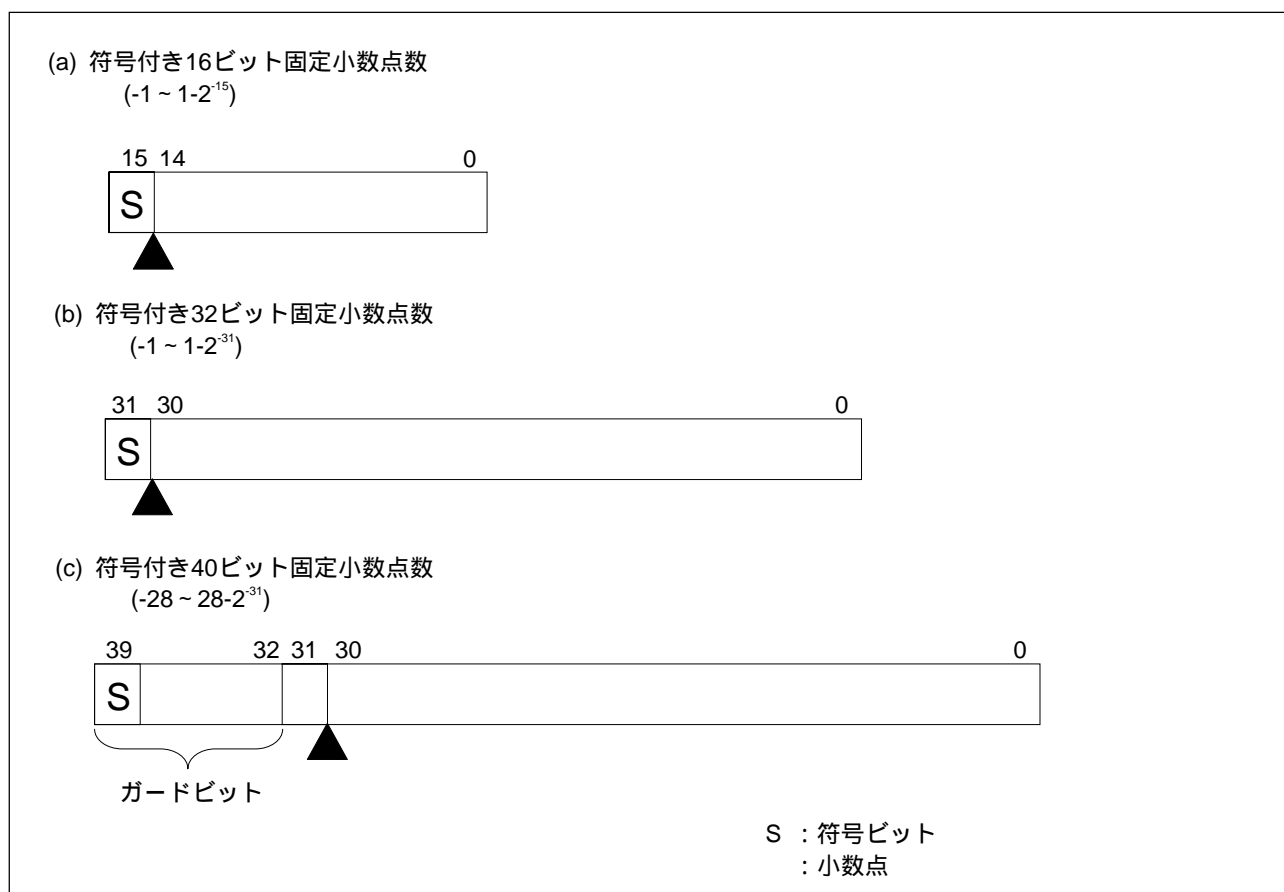 (a) 符号付き16ビット固定小数点数
(-1 ~ 1-2⁻¹⁵)
15 14 0
S
(b) 符号付き32ビット固定小数点数
(-1 ~ 1-2⁻³¹)
31 30 0
S
(c) 符号付き40ビット固定小数点数
(-28 ~ 28-2⁻³¹)
39 32 31 30 0
S
ガードビット
S : 符号ビット
: 小数点